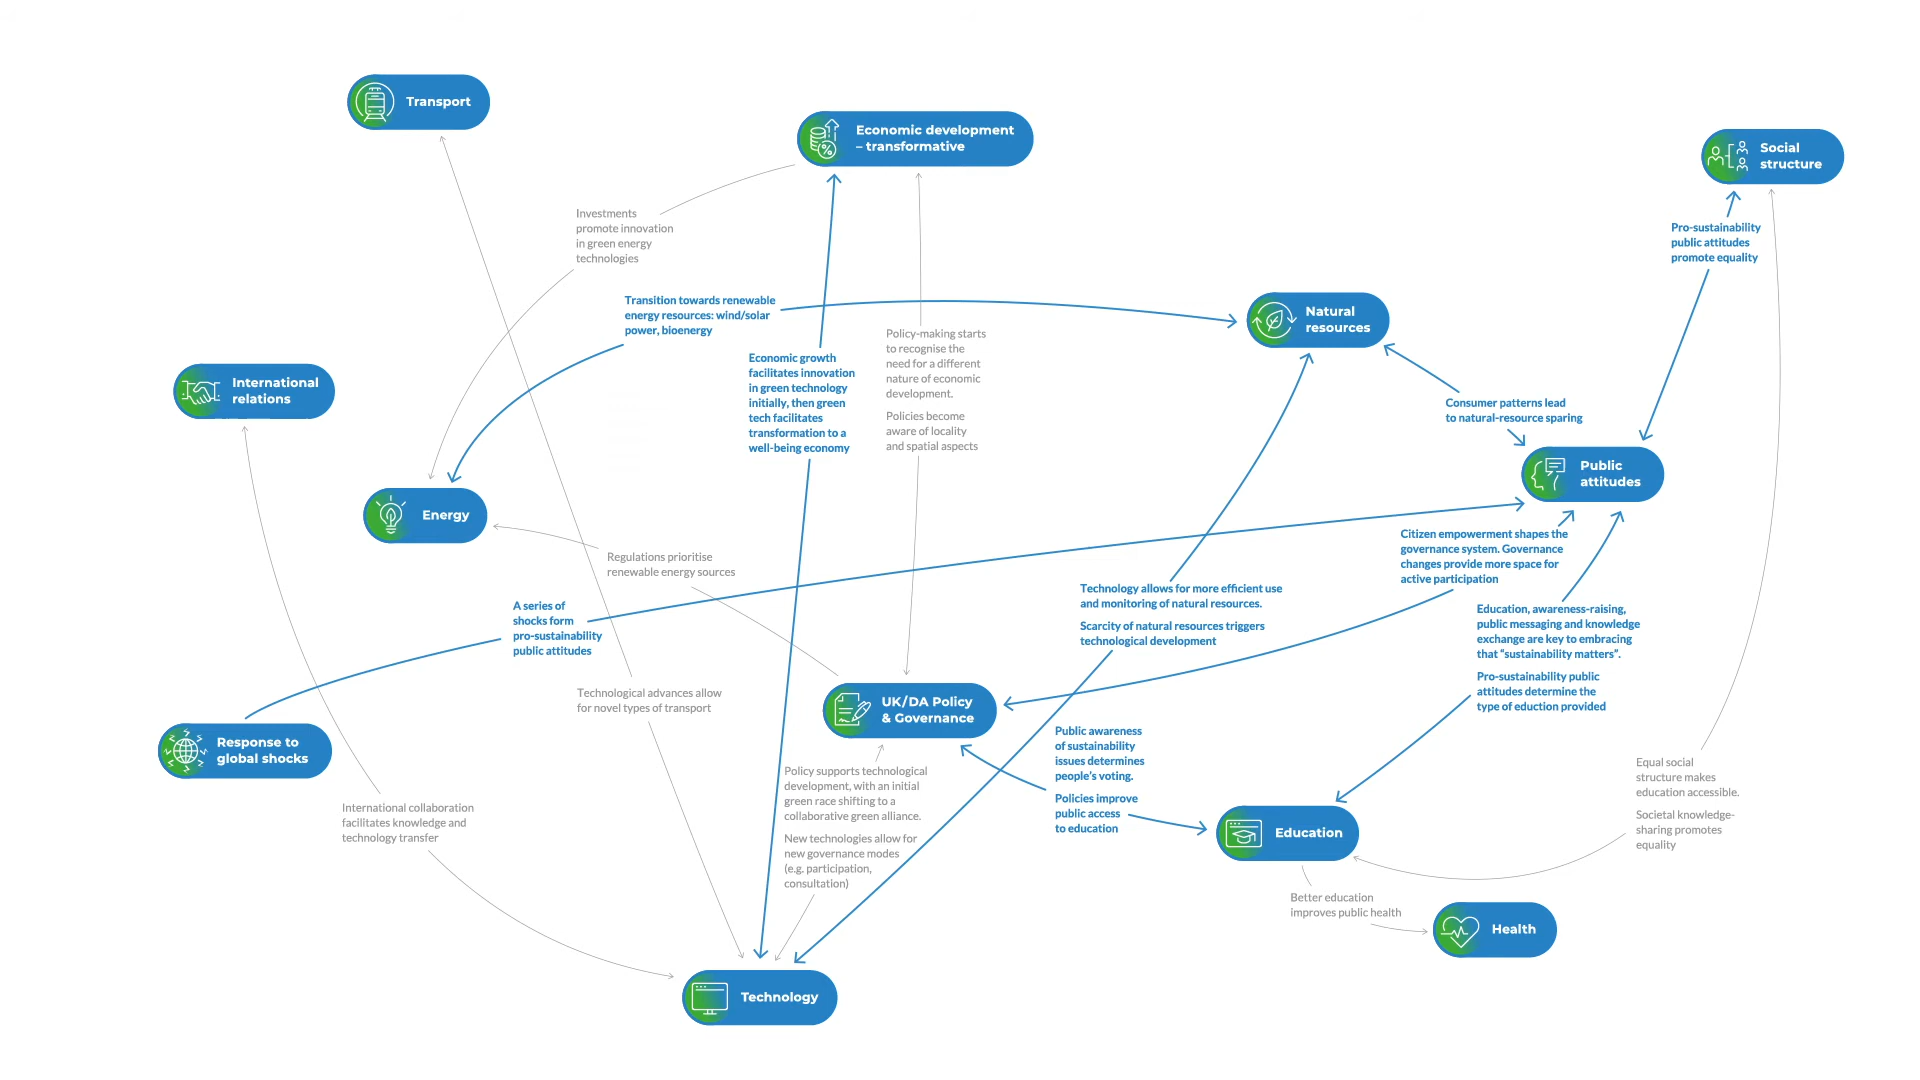 Transport
Economic development
– transformative
Social
structure
Investments
promote innovation
in green energy
technologies
Pro-sustainability
public attitudes
promote equality
Transition towards renewable
energy resources: wind/solar
power, bioenergy
Natural
resources
Policy-making starts
to recognise the
need for a different
nature of economic
development.
Policies become
aware of locality
and spatial aspects
Economic growth
facilitates innovation
in green technology
initially, then green
tech facilitates
transformation to a
well-being economy
International
relations
Consumer patterns lead
to natural-resource sparing
Public
attitudes
Energy
Regulations prioritise
renewable energy sources
Citizen empowerment shapes the
governance system. Governance
changes provide more space for
active participation
A series of
shocks form
pro-sustainability
public attitudes
Technology allows for more efficient use
and monitoring of natural resources.
Scarcity of natural resources triggers
technological development
Education, awareness-raising,
public messaging and knowledge
exchange are key to embracing
that “sustainability matters”.
Pro-sustainability public
attitudes determine the
type of eduction provided
Technological advances allow
for novel types of transport
UK/DA Policy
& Governance
Response to
global shocks
Public awareness
of sustainability
issues determines
people’s voting.
Policies improve
public access
to education
Policy supports technological
development, with an initial
green race shifting to a
collaborative green alliance.
New technologies allow for
new governance modes
(e.g. participation,
consultation)
Equal social
structure makes
education accessible.
Societal knowledge-
sharing promotes
equality
International collaboration
facilitates knowledge and
technology transfer
Education
Better education
improves public health
Health
Technology